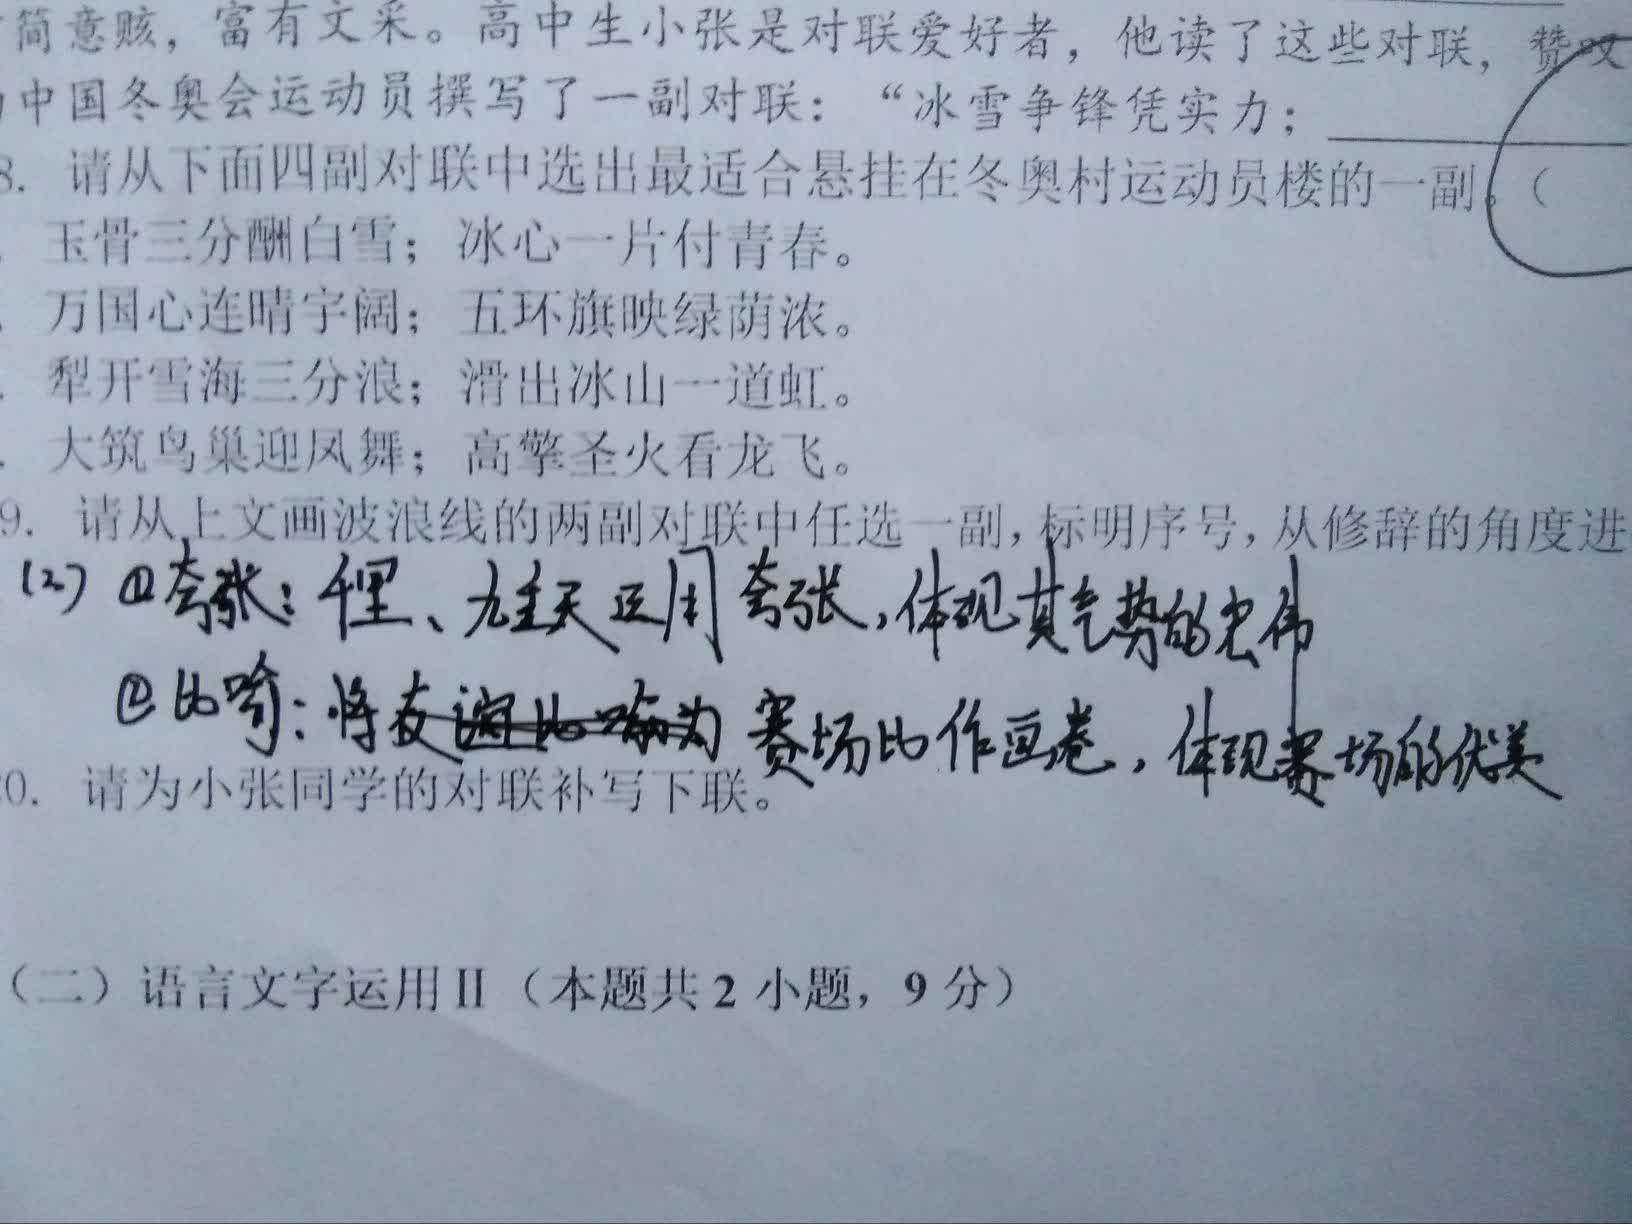 简意赅，富有文采。高中生小张是对联爱好者，他读了这些对联，赞叹
中国冬奥会运动员撰写了一副对联：“冰雪争锋凭实力；
8. 请从下面四副对联中选出最适合悬挂在冬奥村运动员楼的一副。（
玉骨三分酬白雪；冰心一片付青春。
万国心连晴宇阔；五环旗映绿荫浓。
犁开雪海三分浪；滑出冰山一道虹。
大筑鸟巢迎凤舞；高擎圣火看龙飞。
9. 请从上文画波浪线的两副对联中任选一副，标明序号，从修辞的角度进
(2) ①夸张：千里、九重天运用夸张，体现其气势的宏伟
②比喻：将 赛场比作画卷，体现赛场的优美
0. 请为小张同学的对联补写下联。
（二）语言文字运用Ⅱ（本题共2小题，9分）